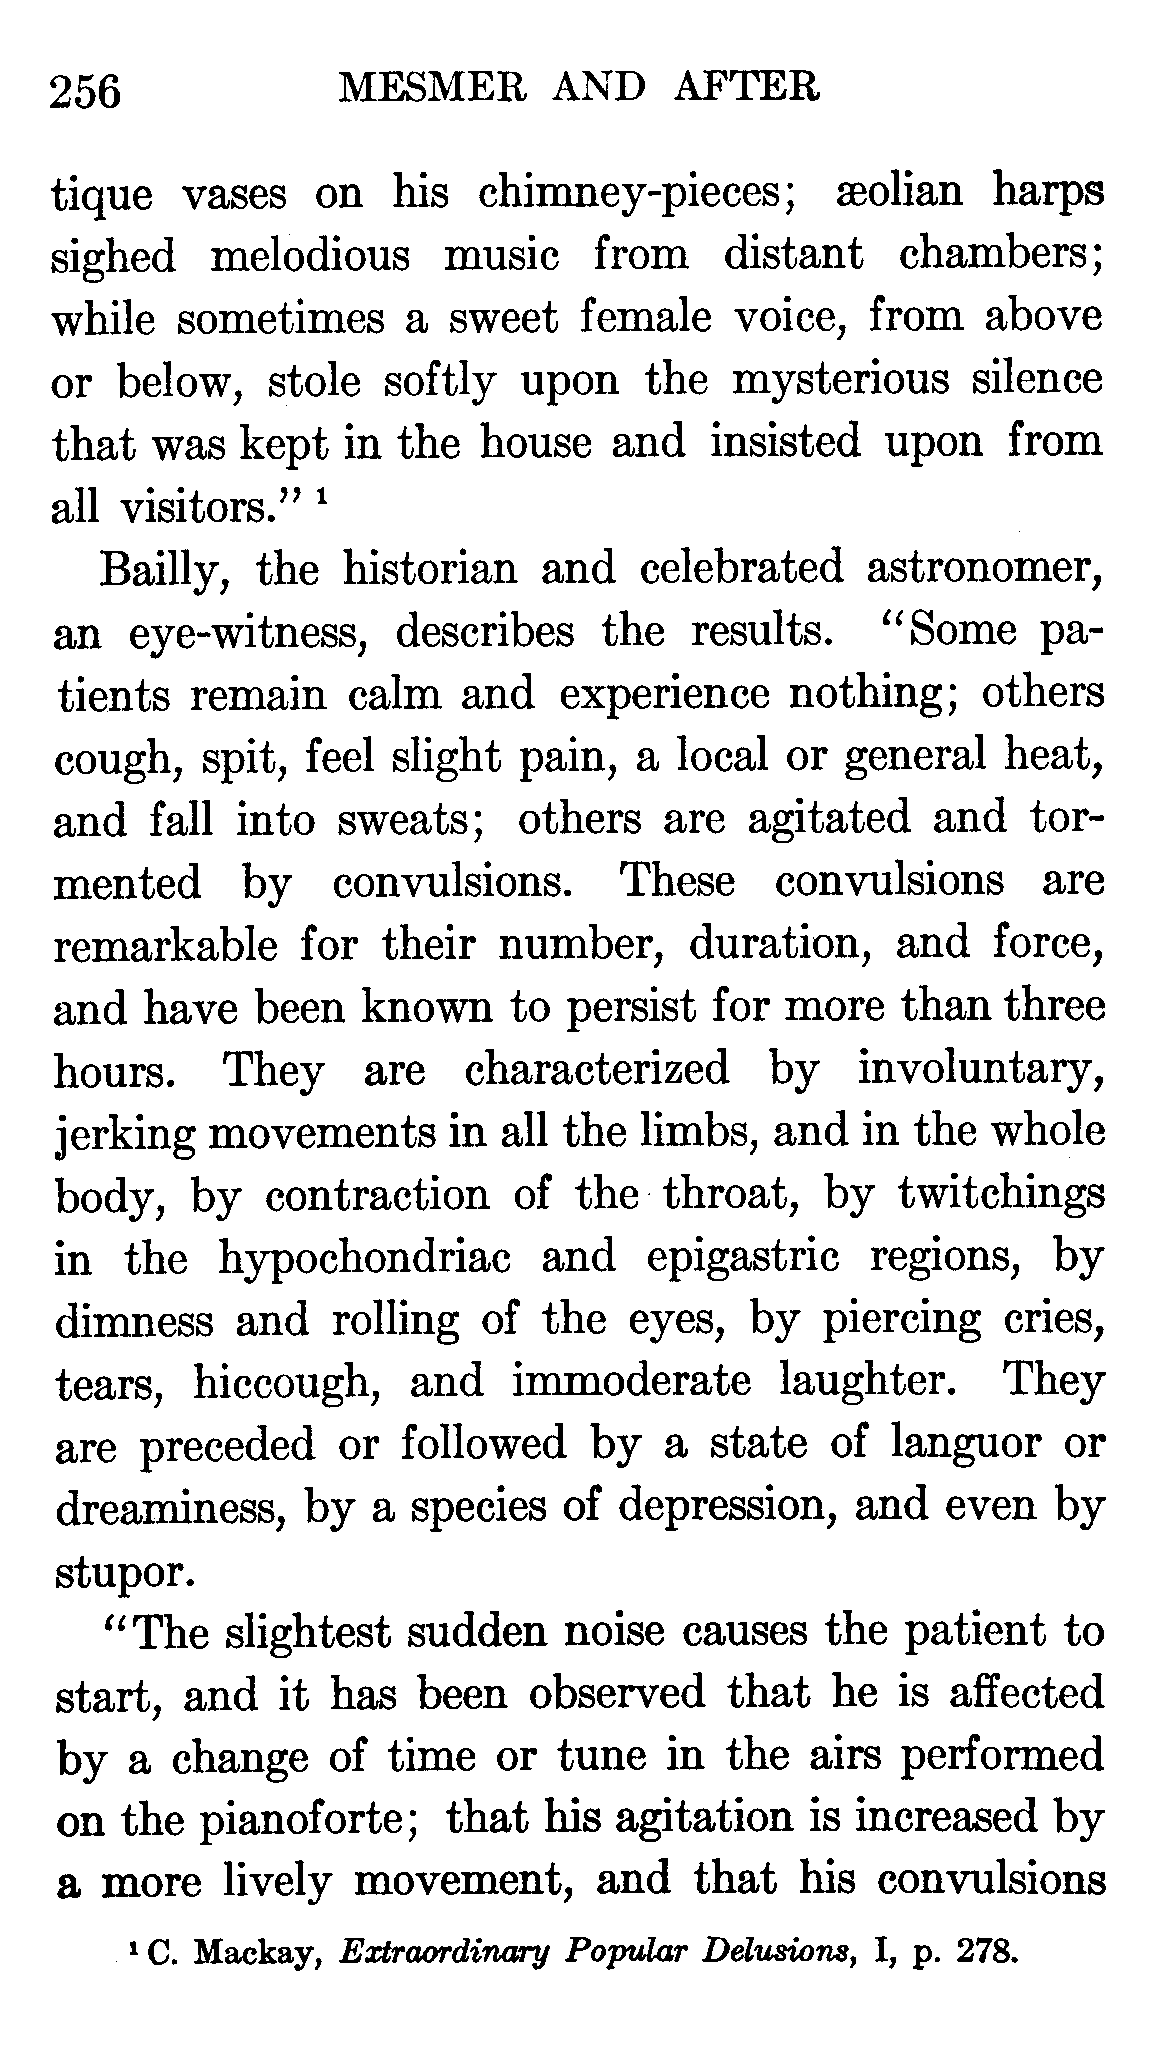 256 MESMER AND AFTER
tique vases on his chimney-pieces; æolian harps
sighed melodious music from distant chambers;
while sometimes a sweet female voice, from above
or below, stole softly upon the mysterious silence
that was kept in the house and insisted upon from
all visitors.” ¹
Bailly, the historian and celebrated astronomer,
an eye-witness, describes the results. “Some pa-
tients remain calm and experience nothing; others
cough, spit, feel slight pain, a local or general heat,
and fall into sweats; others are agitated and tor-
mented by convulsions. These convulsions are
remarkable for their number, duration, and force,
and have been known to persist for more than three
hours. They are characterized by involuntary,
jerking movements in all the limbs, and in the whole
body, by contraction of the throat, by twitchings
in the hypochondriac and epigastric regions, by
dimness and rolling of the eyes, by piercing cries,
tears, hiccough, and immoderate laughter. They
are preceded or followed by a state of languor or
dreaminess, by a species of depression, and even by
stupor.
“The slightest sudden noise causes the patient to
start, and it has been observed that he is affected
by a change of time or tune in the airs performed
on the pianoforte; that his agitation is increased by
a more lively movement, and that his convulsions
¹ C. Mackay, Extraordinary Popular Delusions, I, p. 278.